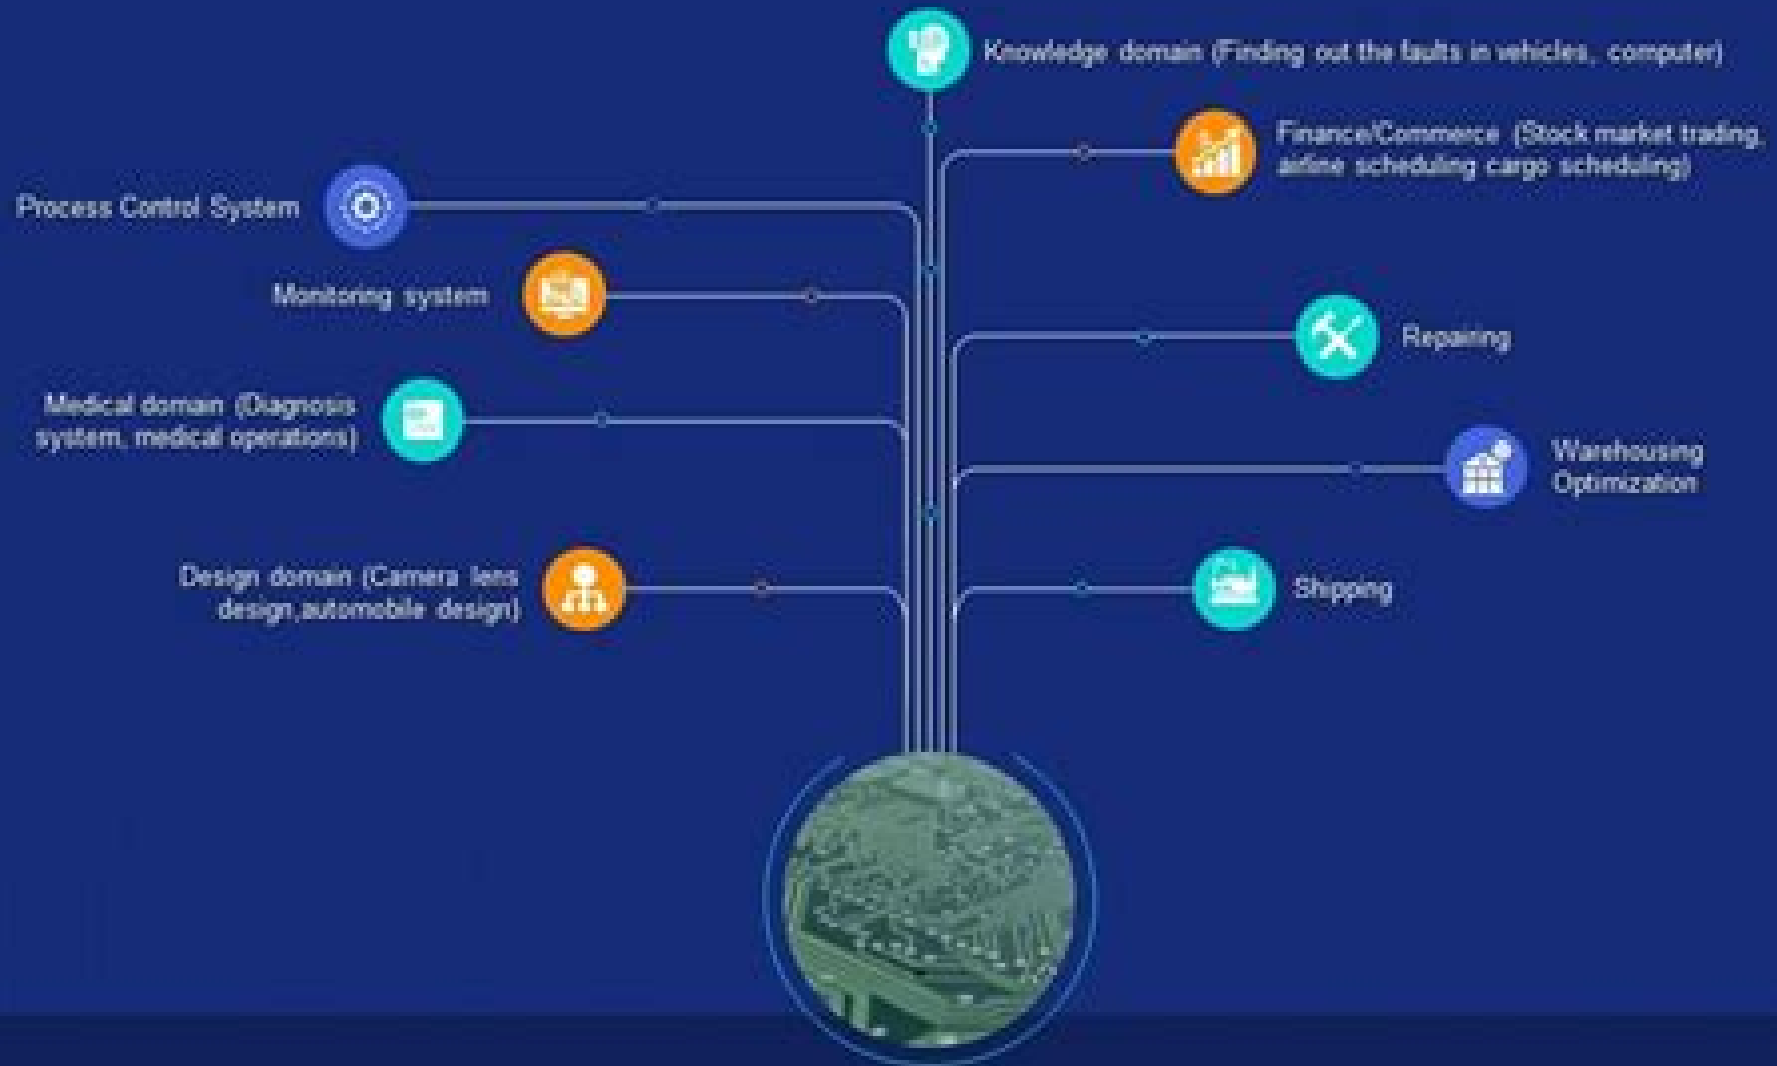 Knowledge domain (Finding out the faults in vehicles, computer)
Finance/Commerce (Stock market trading,
airline scheduling cargo scheduling)
Process Control System
Monitoring system
Repairing
Medical domain (Diagnosis
system, medical operations)
Warehousing
Optimization
Design domain (Camera lens
design,automobile design)
Shipping